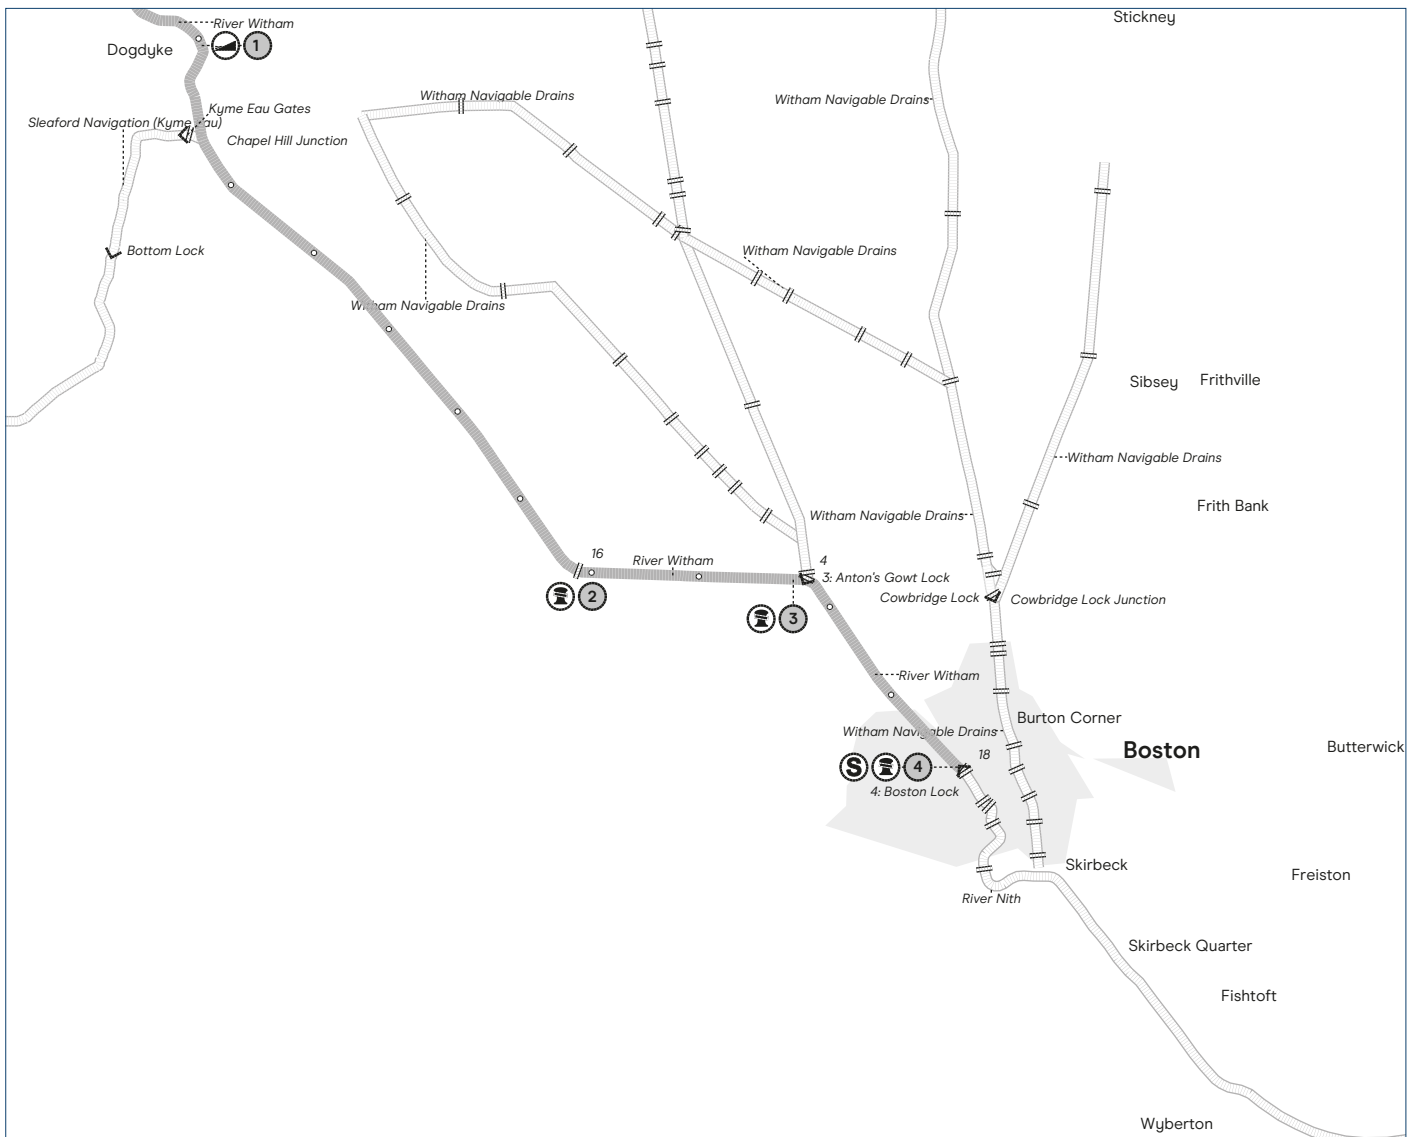 Stickney
River Witham
Dogdyke
1
Witham Navigable Drains
Witham Navigable Drains
Kyme Eau Gates
Sleaford Navigation (Kyme Eau)
Chapel Hill Junction
Bottom Lock
Witham Navigable Drains
Witham Navigable Drains
Sibsey
Frithville
Witham Navigable Drains
Frith Bank
Witham Navigable Drains
16
River Witham
4
3: Anton's Gowt Lock
2
Cowbridge Lock
Cowbridge Lock Junction
3
River Witham
Burton Corner
Witham Navigable Drains
Boston
Butterwick
18
S
4
4: Boston Lock
Skirbeck
Freiston
River Nith
Skirbeck Quarter
Fishtoft
Wyberton